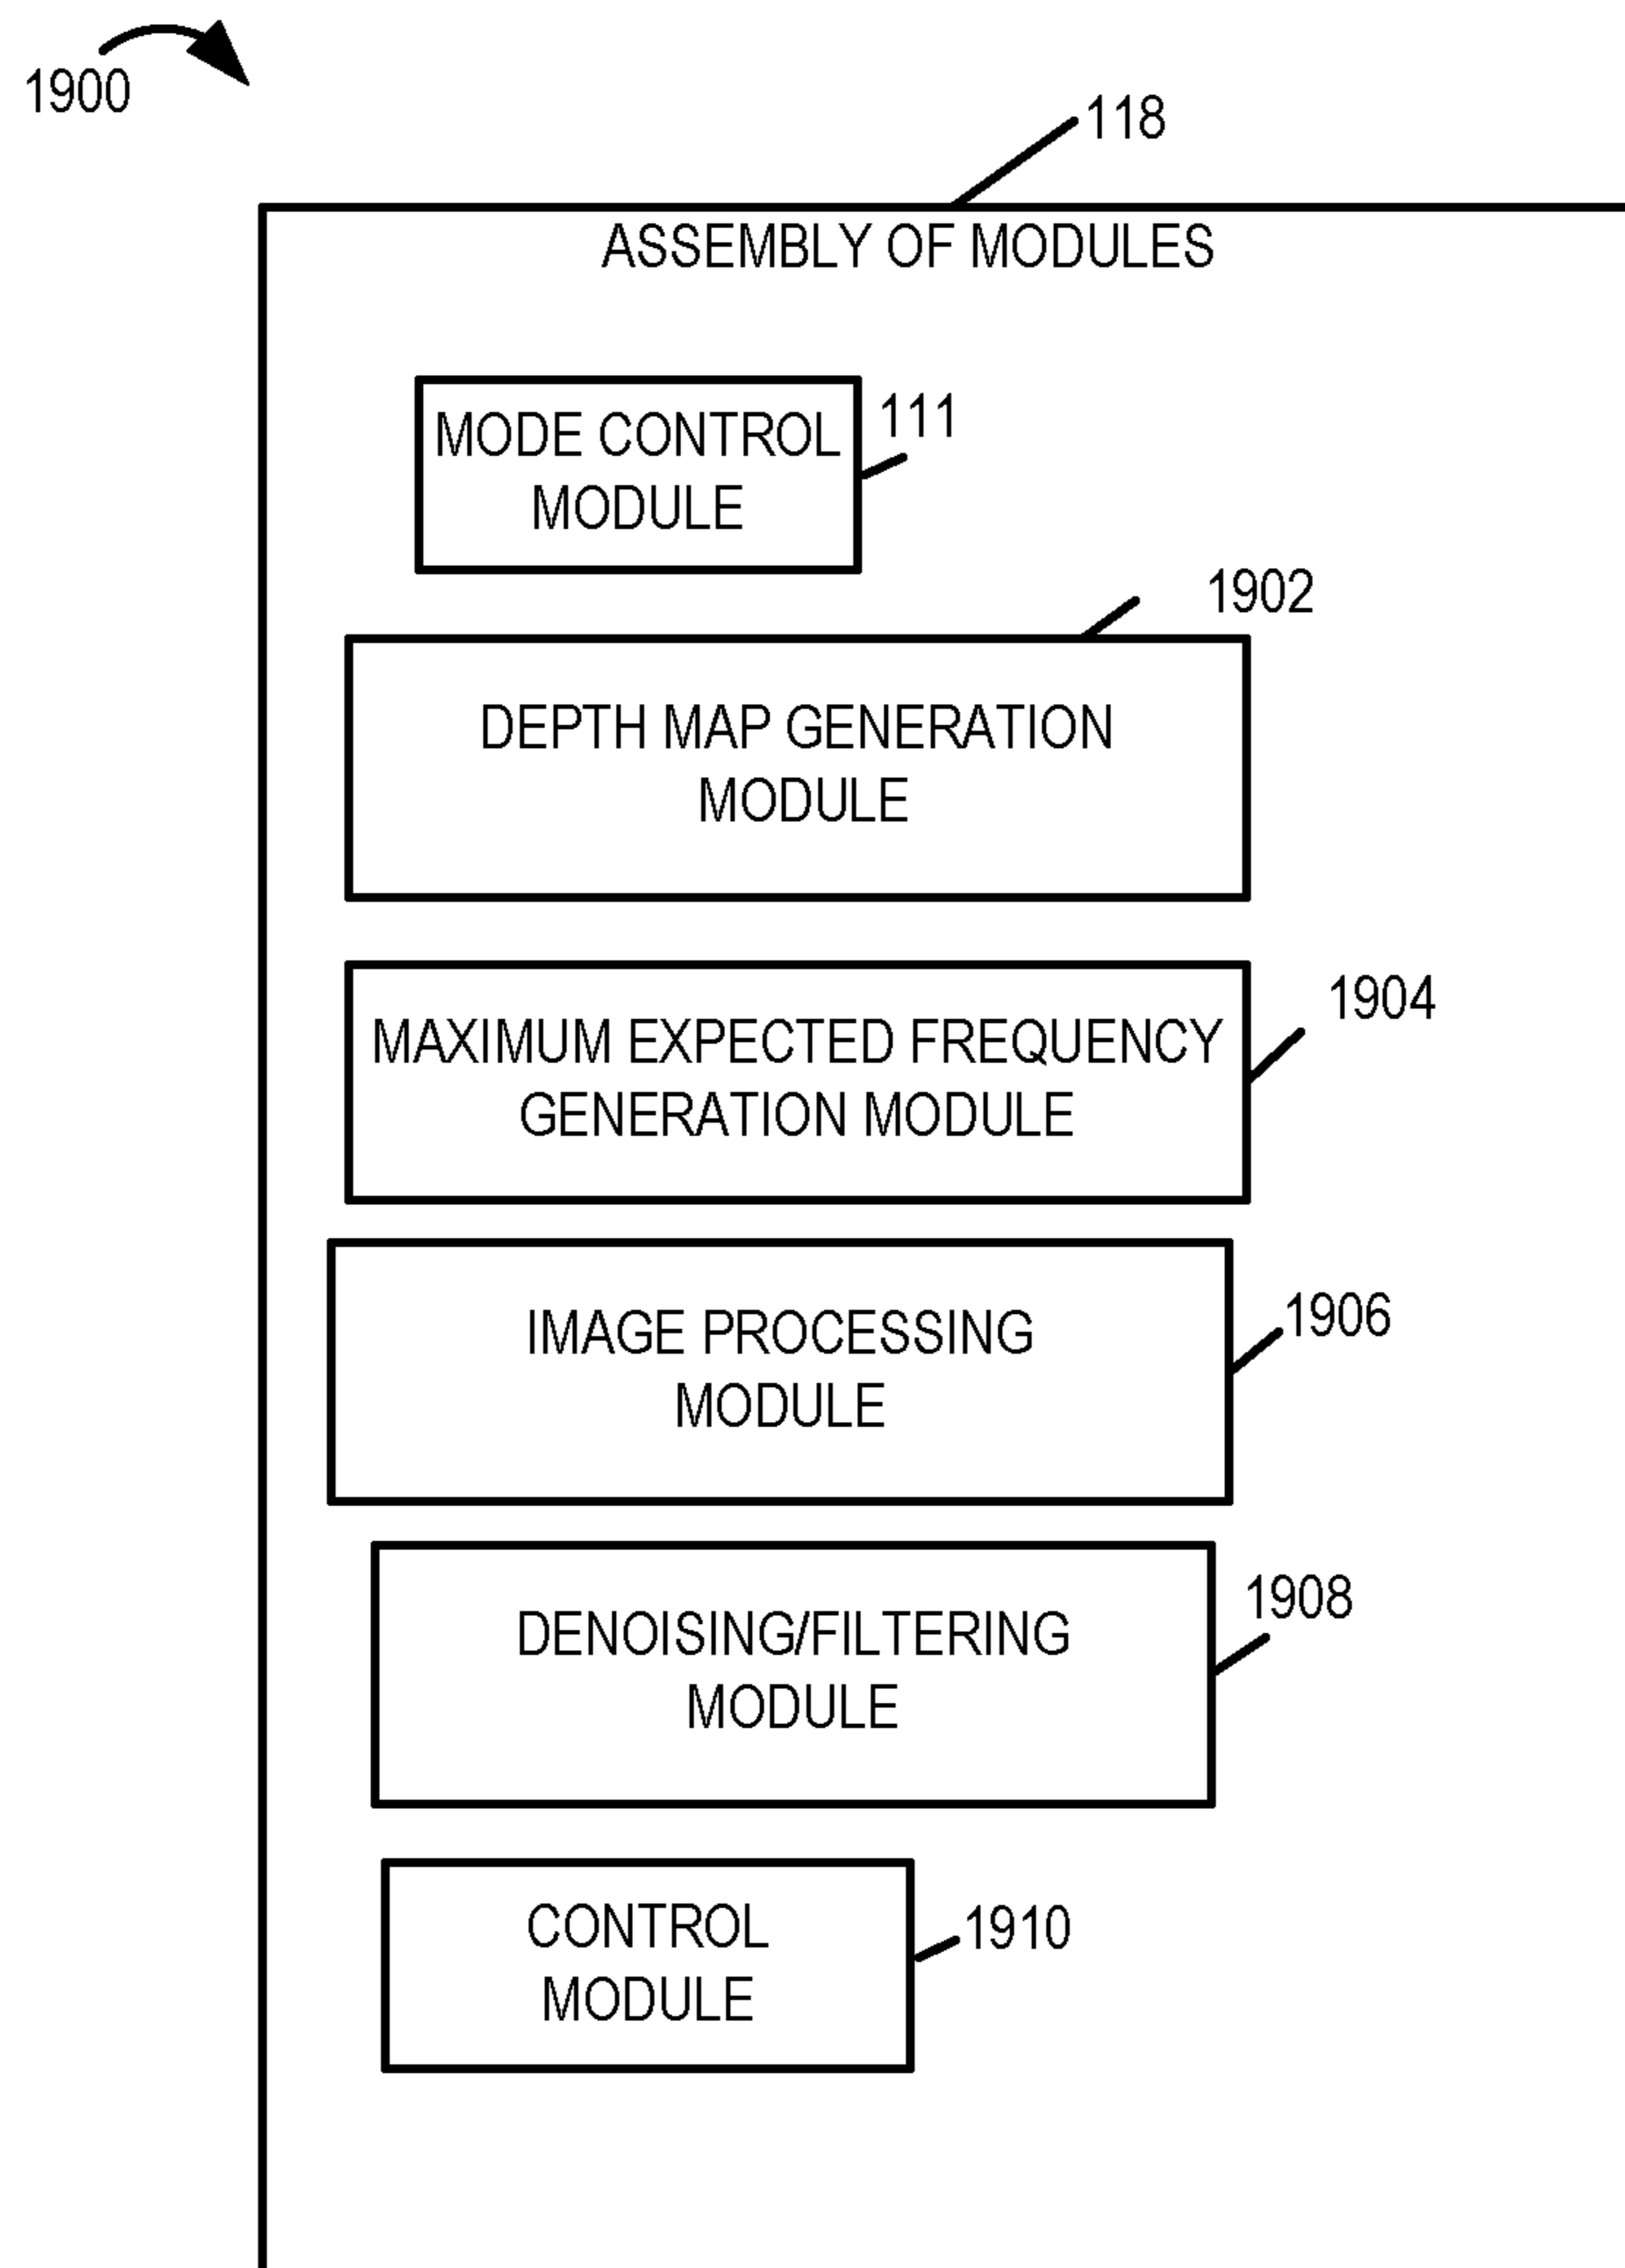 1900
118
ASSEMBLY OF MODULES
MODE CONTROL
MODULE
111
1902
DEPTH MAP GENERATION
MODULE
1904
MAXIMUM EXPECTED FREQUENCY
GENERATION MODULE
1906
IMAGE PROCESSING
MODULE
1908
DENOISING/FILTERING
MODULE
1910
CONTROL
MODULE